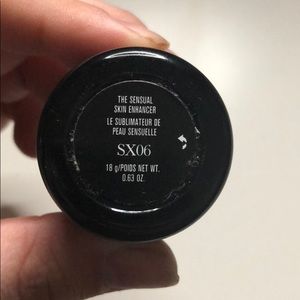 THE SENSUAL
SKIN ENHANCER
LE SUBLIMATEUR DE
PEAU SENSUELLE
SX06
18 g/POIDS NET WT.
0.63 OZ.